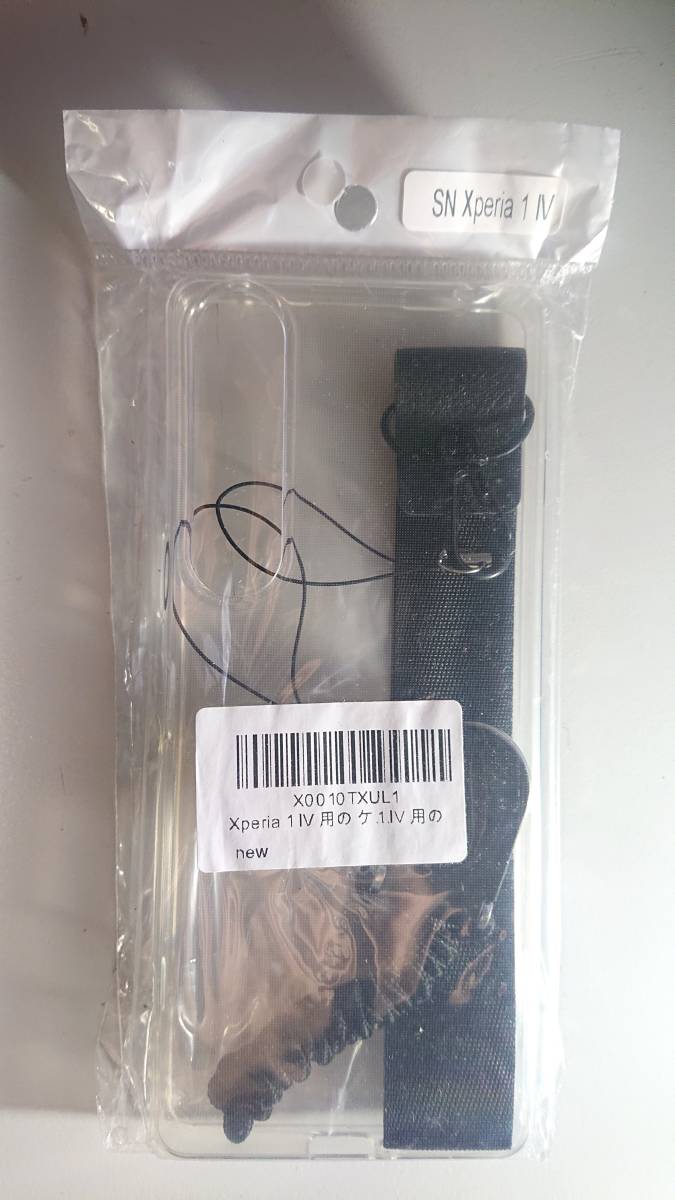 SN Xperia 1 IV
X0010TXUL1
Xperia 1 IV 用の ケ.1.IV 用の
new